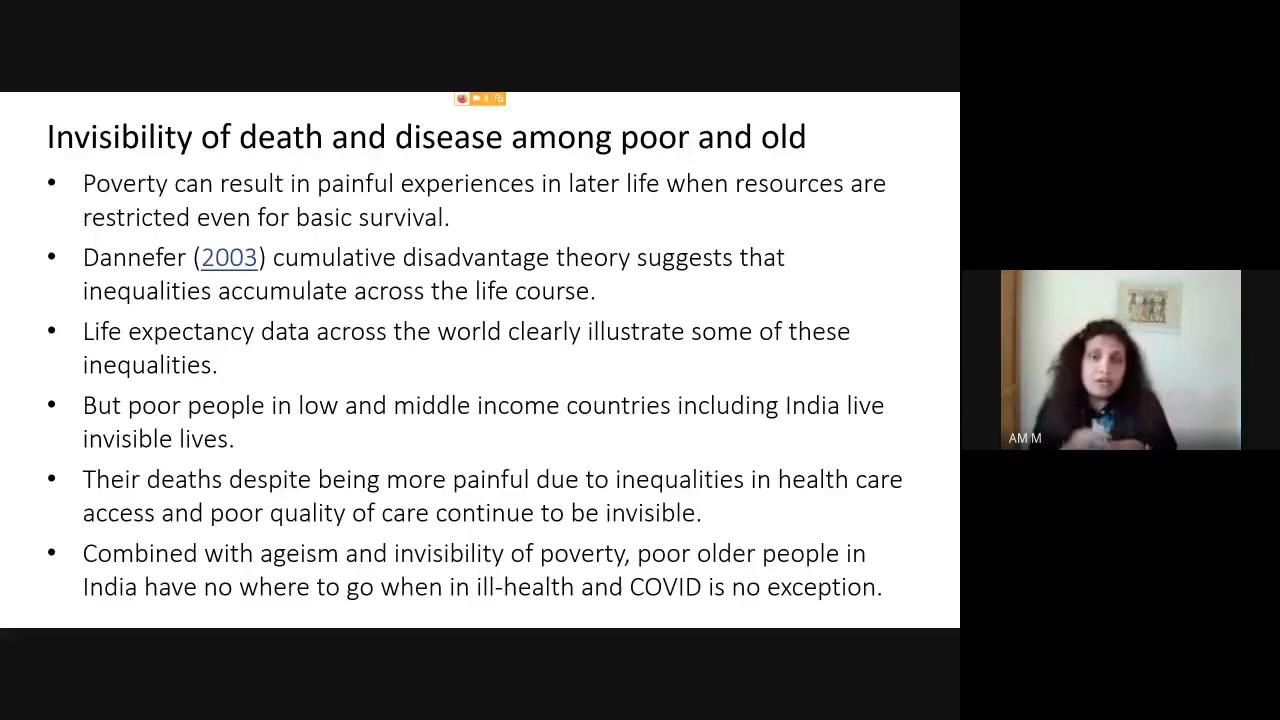 Invisibility of death and disease among poor and old
• Poverty can result in painful experiences in later life when resources are
restricted even for basic survival.
• Dannefer (2003) cumulative disadvantage theory suggests that
inequalities accumulate across the life course.
• Life expectancy data across the world clearly illustrate some of these
inequalities.
• But poor people in low and middle income countries including India live
invisible lives.
• Their deaths despite being more painful due to inequalities in health care
access and poor quality of care continue to be invisible.
• Combined with ageism and invisibility of poverty, poor older people in
India have no where to go when in ill-health and COVID is no exception.
AM M